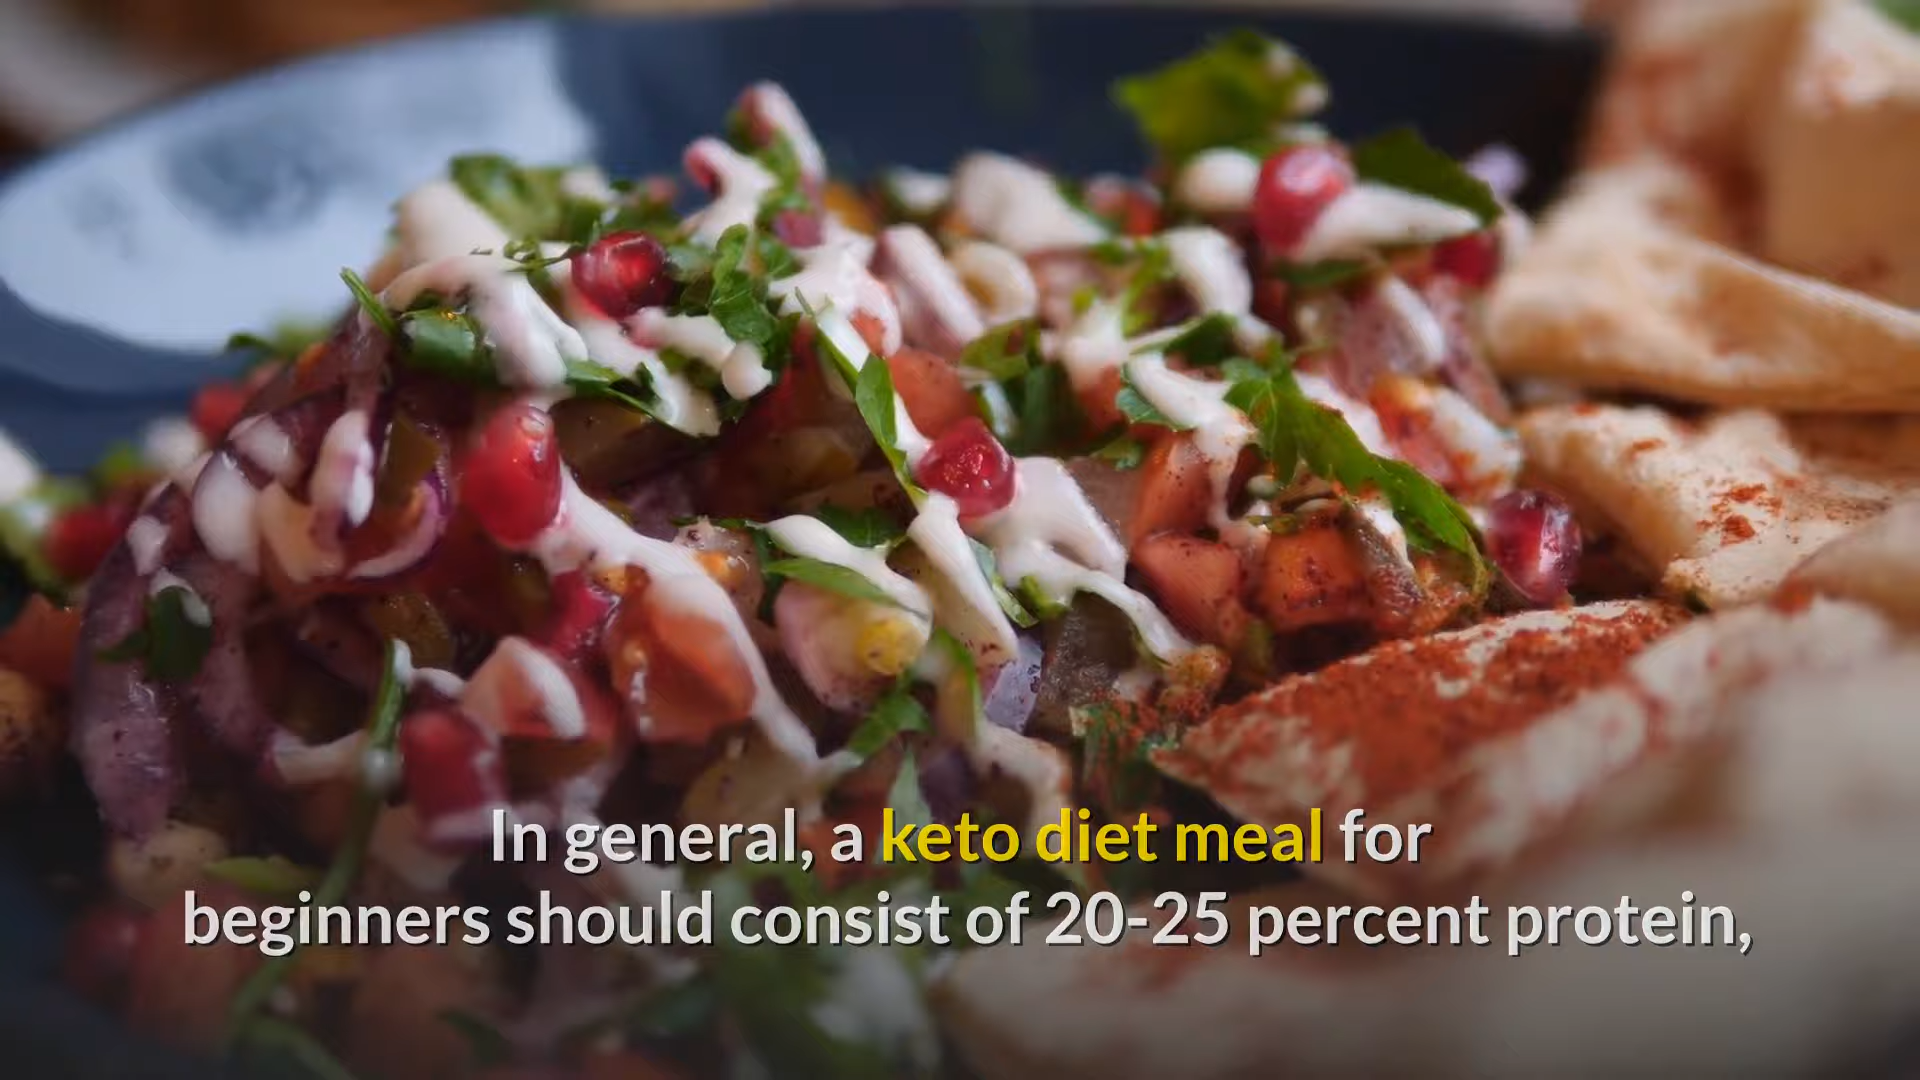 In general, a keto diet meal for
beginners should consist of 20-25 percent protein,